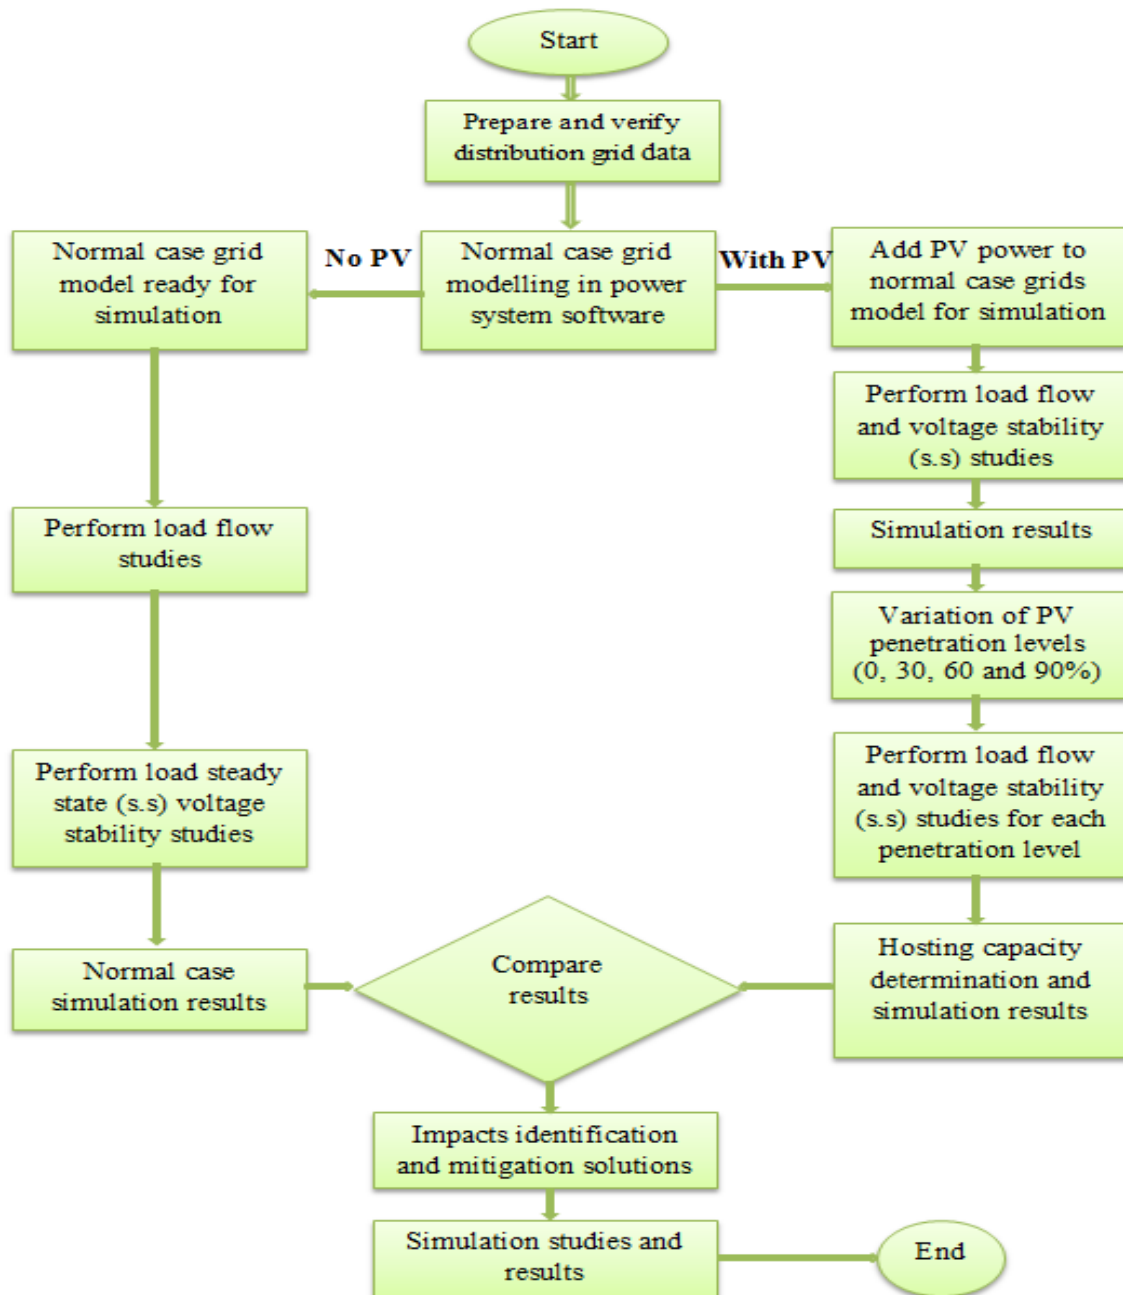 Start
Prepare and verify
distribution grid data
Normal case grid
model ready for
simulation
No PV
Normal case grid
modelling in power
system software
With PV
Add PV power to
normal case grids
model for simulation
Perform load flow
and voltage stability
(s.s) studies
Perform load flow
studies
Simulation results
Variation of PV
penetration levels
(0, 30, 60 and 90%)
Perform load steady
state (s.s) voltage
stability studies
Perform load flow
and voltage stability
(s.s) studies for each
penetration level
Normal case
simulation results
Compare
results
Hosting capacity
determination and
simulation results
Impacts identification
and mitigation solutions
Simulation studies and
results
End